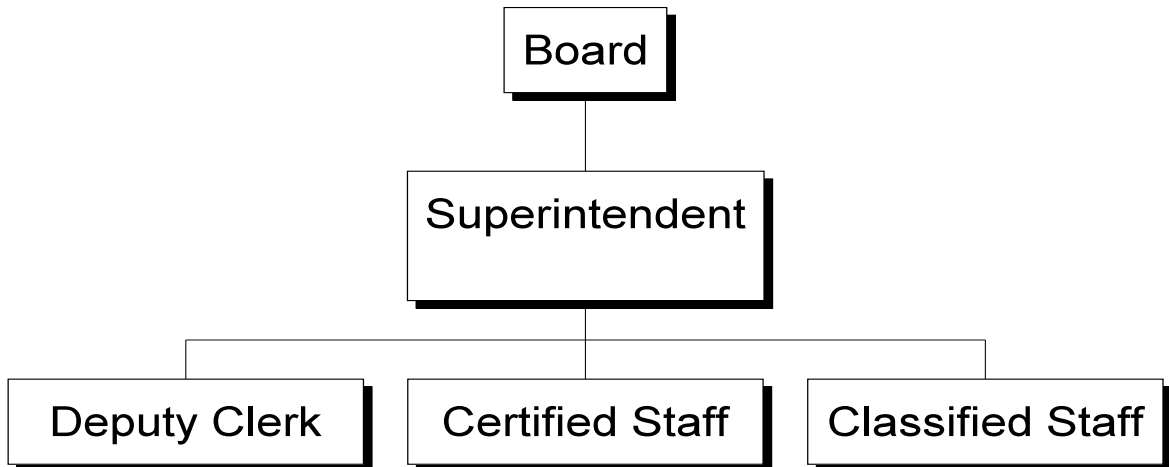 Board
Superintendent
Deputy Clerk
Certified Staff
Classified Staff